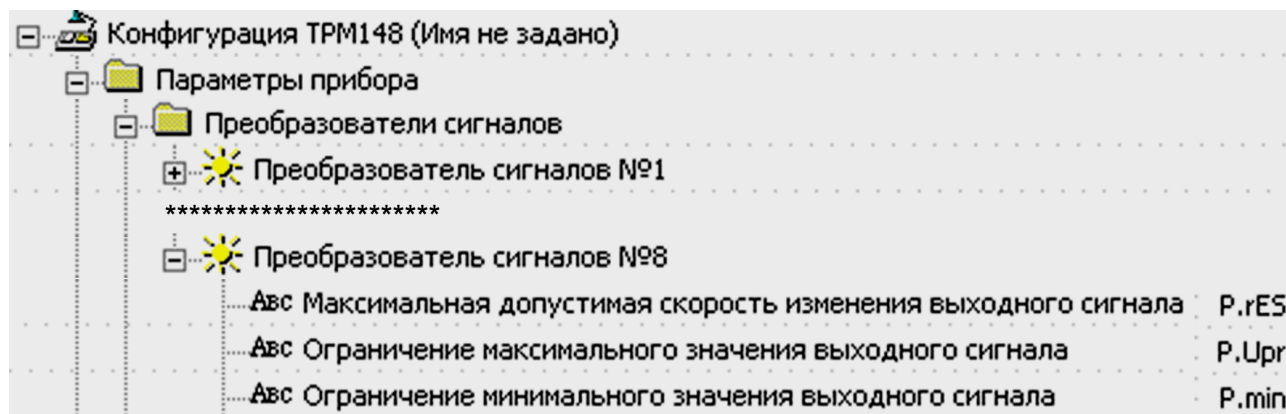 Конфигурация ТРМ148 (Имя не задано)
Параметры прибора
Преобразователи сигналов
Преобразователь сигналов №1
***********************
Преобразователь сигналов №8
Авс Максимальная допустимая скорость изменения выходного сигнала P.rES
Авс Ограничение максимального значения выходного сигнала P.Upr
Авс Ограничение минимального значения выходного сигнала P.min